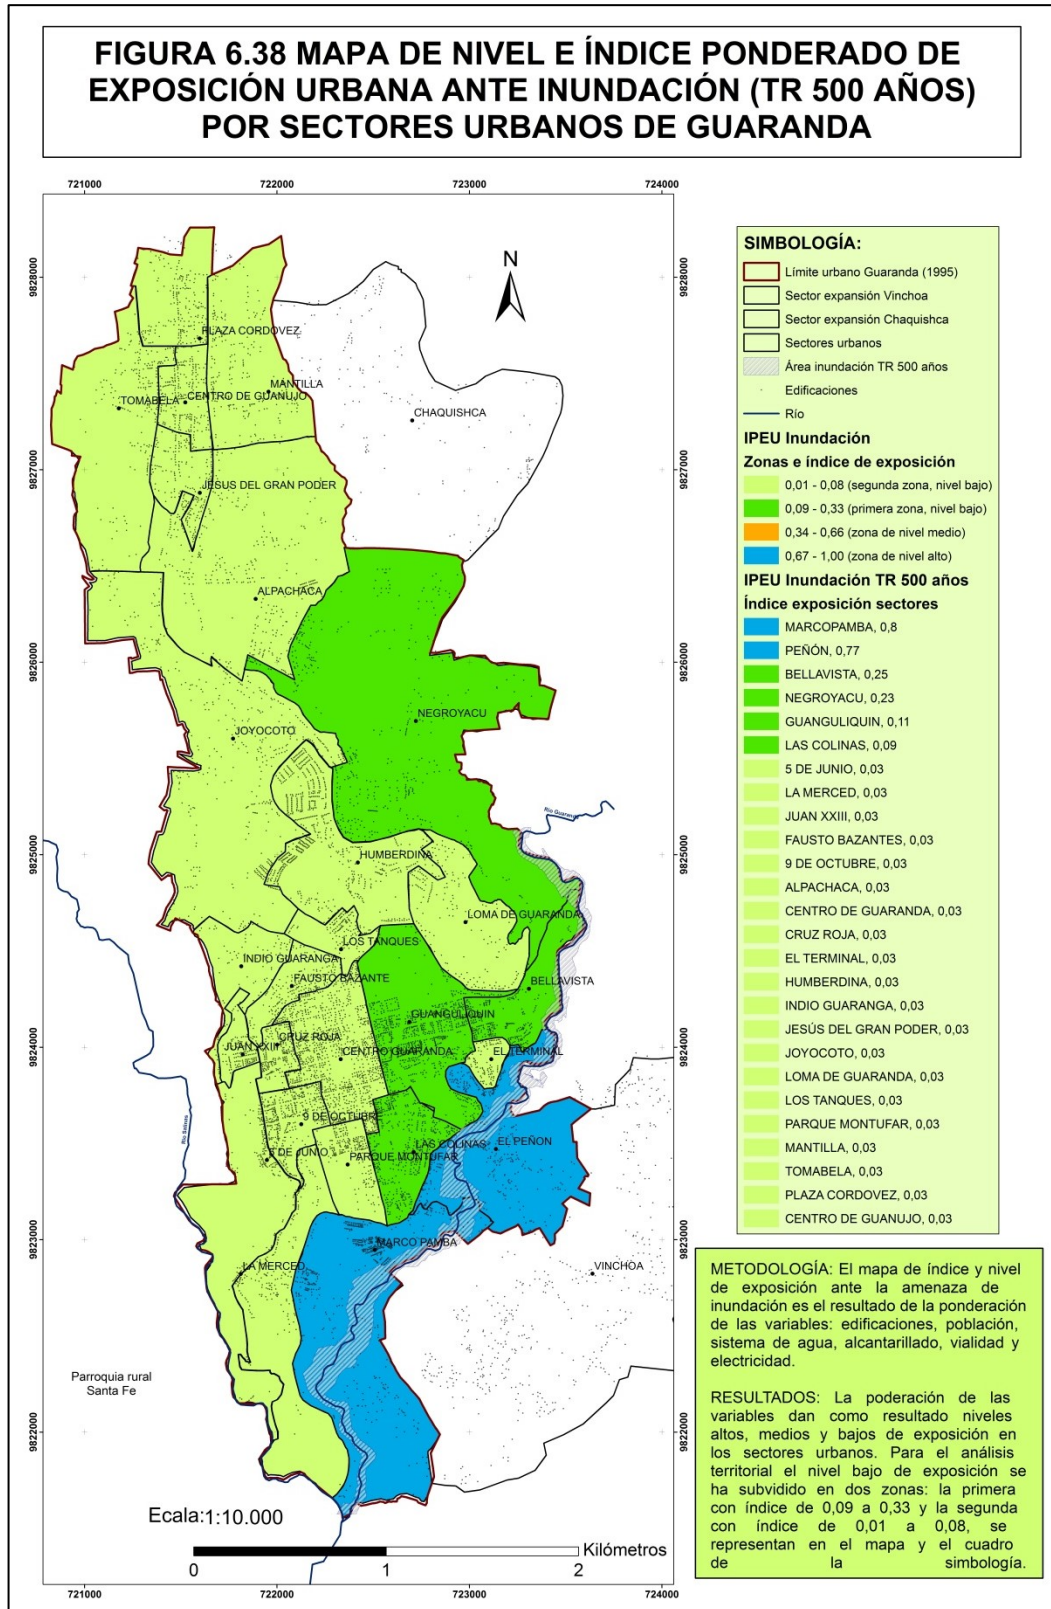 FIGURA 6.38 MAPA DE NIVEL E ÍNDICE PONDERADO DE
EXPOSICIÓN URBANA ANTE INUNDACIÓN (TR 500 AÑOS)
POR SECTORES URBANOS DE GUARANDA
721000
722000
723000
724000
9828000
9827000
9826000
9825000
9824000
9823000
9822000
N
PLAZA CORDOVEZ
MANTILLA
TOMABELA
CENTRO DE GUANUJO
CHAQUISHCA
JESUS DEL GRAN PODER
ALPACHACA
NEGROYACU
JOYOCOTO
Río Guaranda
HUMBERDINA
LOMA DE GUARANDA
LOS TANQUES
INDIO GUARANGA
FAUSTO BAZANTE
BELLAVISTA
GUANGULIQUIN
CRUZ ROJA
JUAN XXIII
CENTRO GUARANDA
EL TERMINAL
9 DE OCTUBRE
5 DE JUNIO
PARQUE MONTUFAR
LAS COLINAS
EL PEÑON
Río Salinas
MARCO PAMBA
LA MERCED
VINCHOA
Parroquia rural
Santa Fe
Ecala:1:10.000
Kilómetros
0
1
2
721000
722000
723000
724000
9828000
9827000
9826000
9825000
9824000
9823000
9822000
SIMBOLOGÍA:
Límite urbano Guaranda (1995)
Sector expansión Vinchoa
Sector expansión Chaquishca
Sectores urbanos
Área inundación TR 500 años
Edificaciones
Río
IPEU Inundación
Zonas e índice de exposición
0,01 - 0,08 (segunda zona, nivel bajo)
0,09 - 0,33 (primera zona, nivel bajo)
0,34 - 0,66 (zona de nivel medio)
0,67 - 1,00 (zona de nivel alto)
IPEU Inundación TR 500 años
Índice exposición sectores
MARCOPAMBA, 0,8
PEÑÓN, 0,77
BELLAVISTA, 0,25
NEGROYACU, 0,23
GUANGULIQUIN, 0,11
LAS COLINAS, 0,09
5 DE JUNIO, 0,03
LA MERCED, 0,03
JUAN XXIII, 0,03
FAUSTO BAZANTES, 0,03
9 DE OCTUBRE, 0,03
ALPACHACA, 0,03
CENTRO DE GUARANDA, 0,03
CRUZ ROJA, 0,03
EL TERMINAL, 0,03
HUMBERDINA, 0,03
INDIO GUARANGA, 0,03
JESÚS DEL GRAN PODER, 0,03
JOYOCOTO, 0,03
LOMA DE GUARANDA, 0,03
LOS TANQUES, 0,03
PARQUE MONTUFAR, 0,03
MANTILLA, 0,03
TOMABELA, 0,03
PLAZA CORDOVEZ, 0,03
CENTRO DE GUANUJO, 0,03
METODOLOGÍA: El mapa de índice y nivel
de exposición ante la amenaza de
inundación es el resultado de la ponderación
de las variables: edificaciones, población,
sistema de agua, alcantarillado, vialidad y
electricidad.
RESULTADOS: La poderación de las
variables dan como resultado niveles
altos, medios y bajos de exposición en
los sectores urbanos. Para el análisis
territorial el nivel bajo de exposición se
ha subvidido en dos zonas: la primera
con índice de 0,09 a 0,33 y la segunda
con índice de 0,01 a 0,08, se
representan en el mapa y el cuadro
de la simbología.